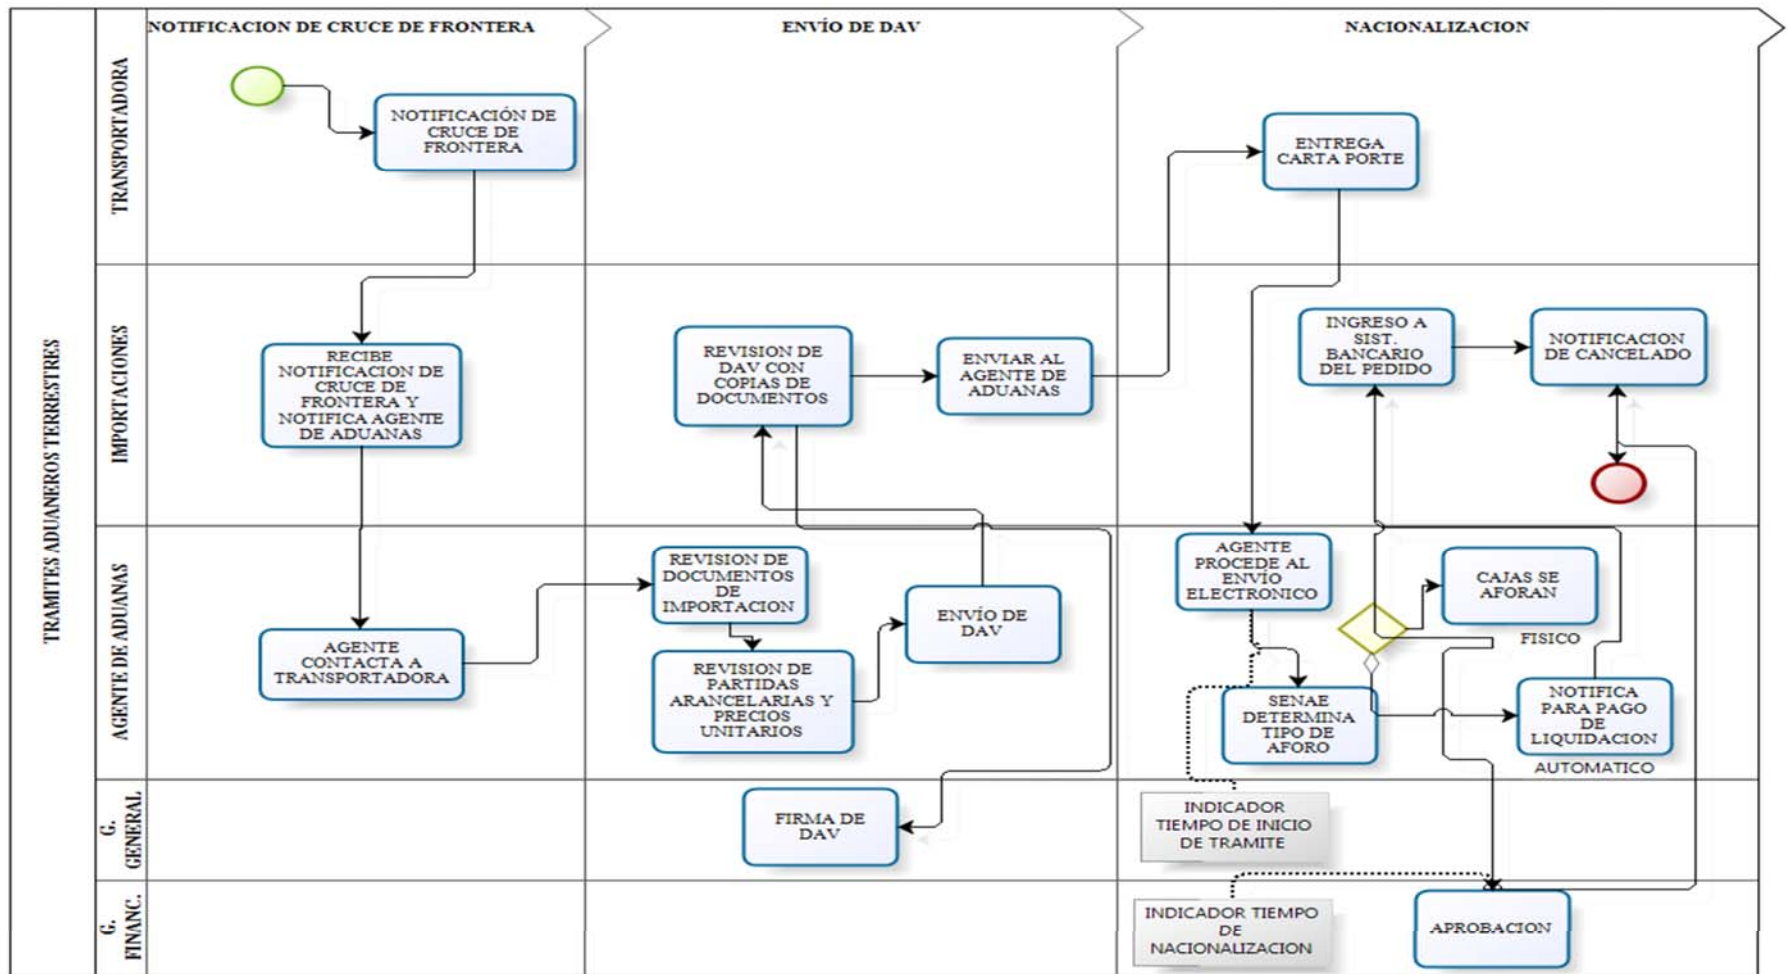 NOTIFICACION DE CRUCE DE FRONTERA
ENVÍO DE DAV
NACIONALIZACION
TRAMITES ADUANEROS TERRESTRES
TRANSPORTADORA
NOTIFICACIÓN DE
CRUCE DE
FRONTERA
ENTREGA
CARTA PORTE
IMPORTACIONES
RECIBE
NOTIFICACION DE
CRUCE DE
FRONTERA Y
NOTIFICA AGENTE
DE ADUANAS
REVISION DE
DAV CON
COPIAS DE
DOCUMENTOS
ENVIAR AL
AGENTE DE
ADUANAS
INGRESO A
SIST.
BANCARIO
DEL PEDIDO
NOTIFICACION
DE CANCELADO
AGENTE DE ADUANAS
AGENTE
CONTACTA A
TRANSPORTADORA
REVISION DE
DOCUMENTOS
DE
IMPORTACION
REVISION DE
PARTIDAS
ARANCELARIAS Y
PRECIOS
UNITARIOS
ENVÍO DE
DAV
AGENTE
PROCEDE AL
ENVÍO
ELECTRONICO
CAJAS SE
AFORAN
FISICO
SENAE
DETERMINA
TIPO DE
AFORO
NOTIFICA
PARA PAGO
DE
LIQUIDACION
AUTOMATICO
G.
GENERAL
FIRMA DE
DAV
INDICADOR
TIEMPO DE INICIO
DE TRAMITE
G.
FINANC.
INDICADOR TIEMPO
DE
NACIONALIZACION
APROBACION